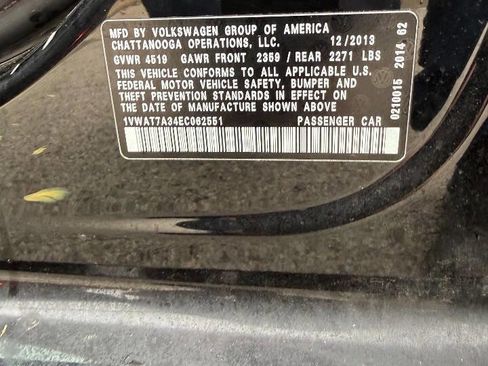 MFD BY VOLKSWAGEN GROUP OF AMERICA
CHATTANOOGA OPERATIONS, LLC. 12/2013
GVWR 4519 GAWR FRONT 2359 / REAR 2271 LBS
THIS VEHICLE CONFORMS TO ALL APPLICABLE U.S.
FEDERAL MOTOR VEHICLE SAFETY, BUMPER AND
THEFT PREVENTION STANDARDS IN EFFECT ON
THE DATE OF MANUFACTURE SHOWN ABOVE
1VWAT7A34EC062551 PASSENGER CAR
0210015 2014 62